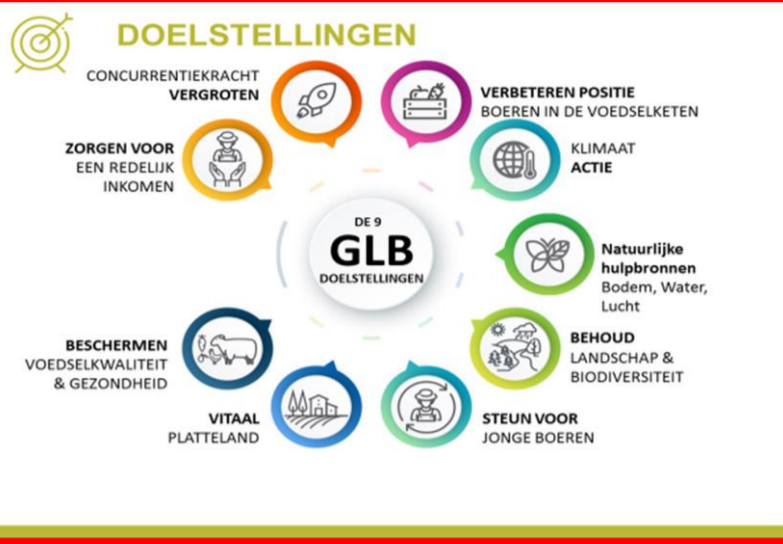 DOELSTELLINGEN
CONCURRENTIEKRACHT
VERGROTEN
VERBETEREN POSITIE
BOEREN IN DE VOEDSELKETEN
ZORGEN VOOR
EEN REDELIJK
INKOMEN
KLIMAAT
ACTIE
DE 9
GLB
DOELSTELLINGEN
Natuurlijke
hulpbronnen
Bodem, Water,
Lucht
BESCHERMEN
VOEDSELKWALITEIT
& GEZONDHEID
BEHOUD
LANDSCHAP &
BIODIVERSITEIT
VITAAL
PLATTELAND
STEUN VOOR
JONGE BOEREN